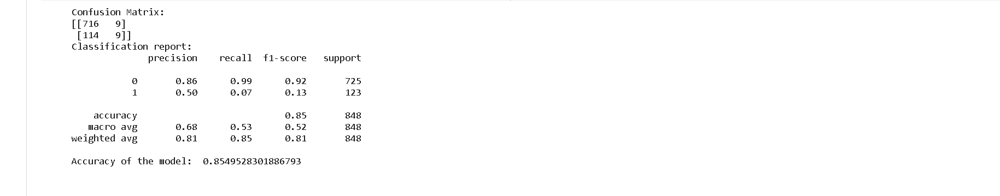 Confusion Matrix:
[[716   9]
 [114   9]]
Classification report:
              precision    recall  f1-score   support
           0       0.86      0.99      0.92       725
           1       0.50      0.07      0.13       123
    accuracy                           0.85       848
   macro avg       0.68      0.53      0.52       848
weighted avg       0.81      0.85      0.81       848
Accuracy of the model:  0.8549528301886793